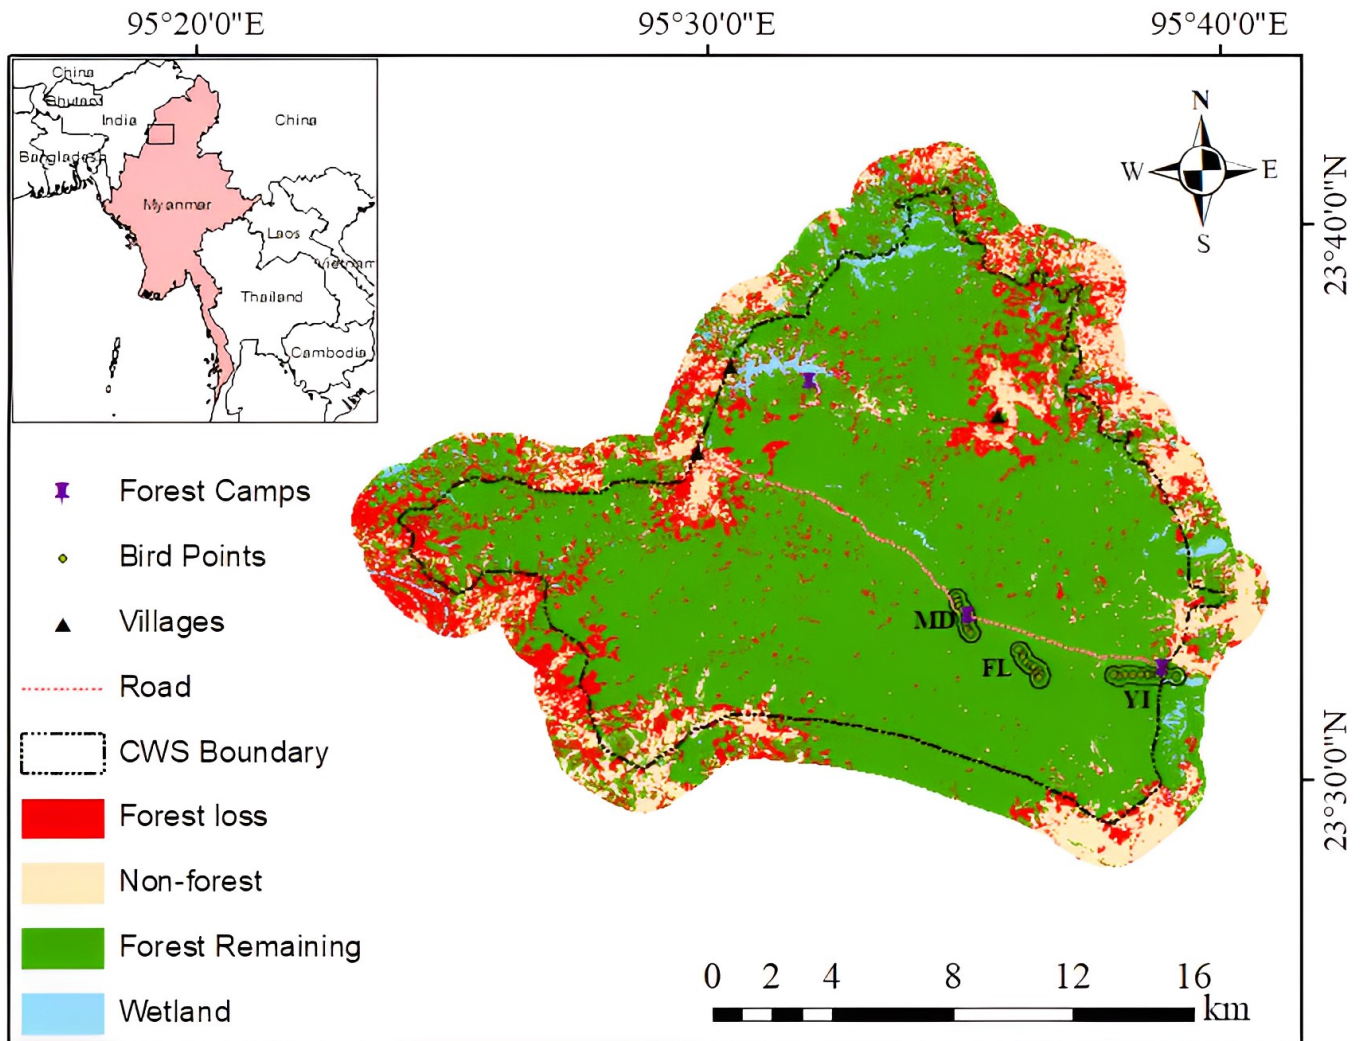 95°20'0"E 95°30'0"E 95°40'0"E
China
Bhutan
India China
Bangladesh
Myanmar
Laos
Vietnam
Thailand
Cambodia
N
W E
S
23°40'0"N
23°30'0"N
Forest Camps
Bird Points
Villages
Road
CWS Boundary
Forest loss
Non-forest
Forest Remaining
Wetland
MD
FL
YI
0 2 4 8 12 16
km